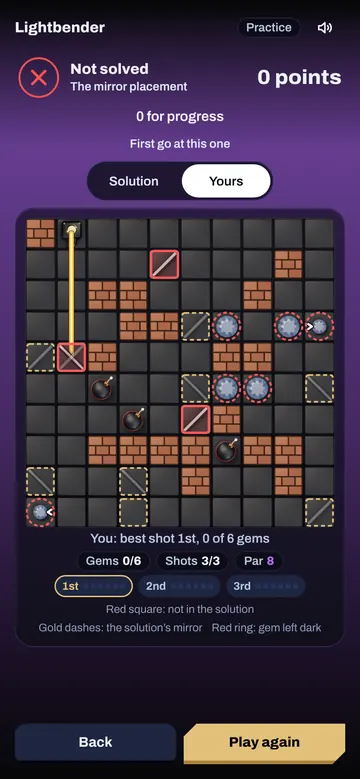 Lightbender
Practice
Not solved
The mirror placement
0 points
0 for progress
First go at this one
Solution
Yours
You: best shot 1st, 0 of 6 gems
Gems 0/6
Shots 3/3
Par 8
1st
2nd
3rd
Red square: not in the solution
Gold dashes: the solution's mirror
Red ring: gem left dark
Back
Play again